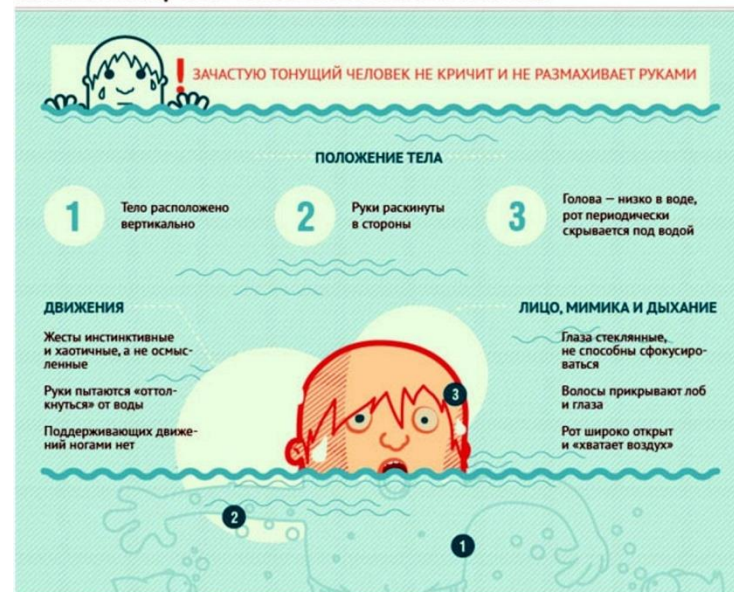 ! ЗАЧАСТУЮ ТОНУЩИЙ ЧЕЛОВЕК НЕ КРИЧИТ И НЕ РАЗМАХИВАЕТ РУКАМИ
ПОЛОЖЕНИЕ ТЕЛА
1
Тело расположено
вертикально
2
Руки раскинуты
в стороны
3
Голова — низко в воде,
рот периодически
скрывается под водой
ДВИЖЕНИЯ
Жесты инстинктивные
и хаотичные, а не осмыс-
ленные
Руки пытаются «оттол-
кнуться» от воды
Поддерживающих движе-
ний ногами нет
ЛИЦО, МИМИКА И ДЫХАНИЕ
Глаза стеклянные,
не способны сфокусиро-
ваться
Волосы прикрывают лоб
и глаза
Рот широко открыт
и «хватает воздух»
3
2
1